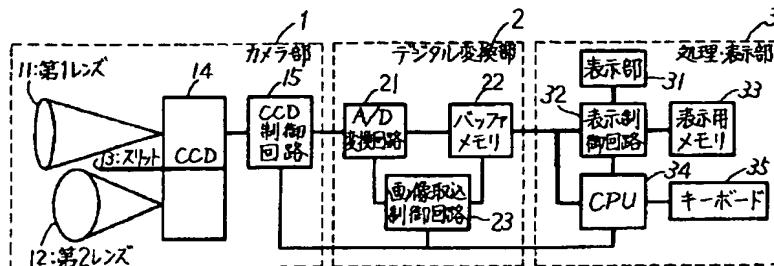 1
カメラ部
11:第1レンズ
14
CCD
13:スリット
12:第2レンズ
15
CCD
制御
回路
2
デジタル変換部
21
A/D
変換回路
22
バッファ
メモリ
画像取込
制御回路
23
3
処理・表示部
表示部
31
32
表示制
御回路
33
表示用
メモリ
34
CPU
35
キーボード